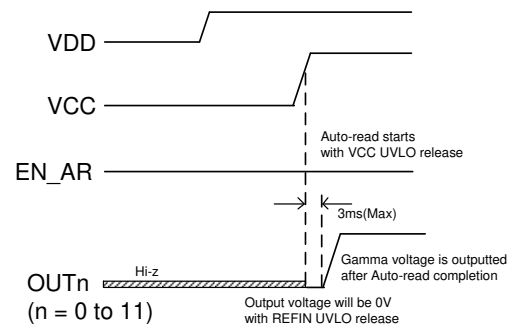 VDD
VCC
Auto-read starts
with VCC UVLO release
EN_AR
3ms(Max)
Hi-z
Gamma voltage is outputted
after Auto-read completion
OUTn
(n = 0 to 11)
Output voltage will be 0V
with REFIN UVLO release